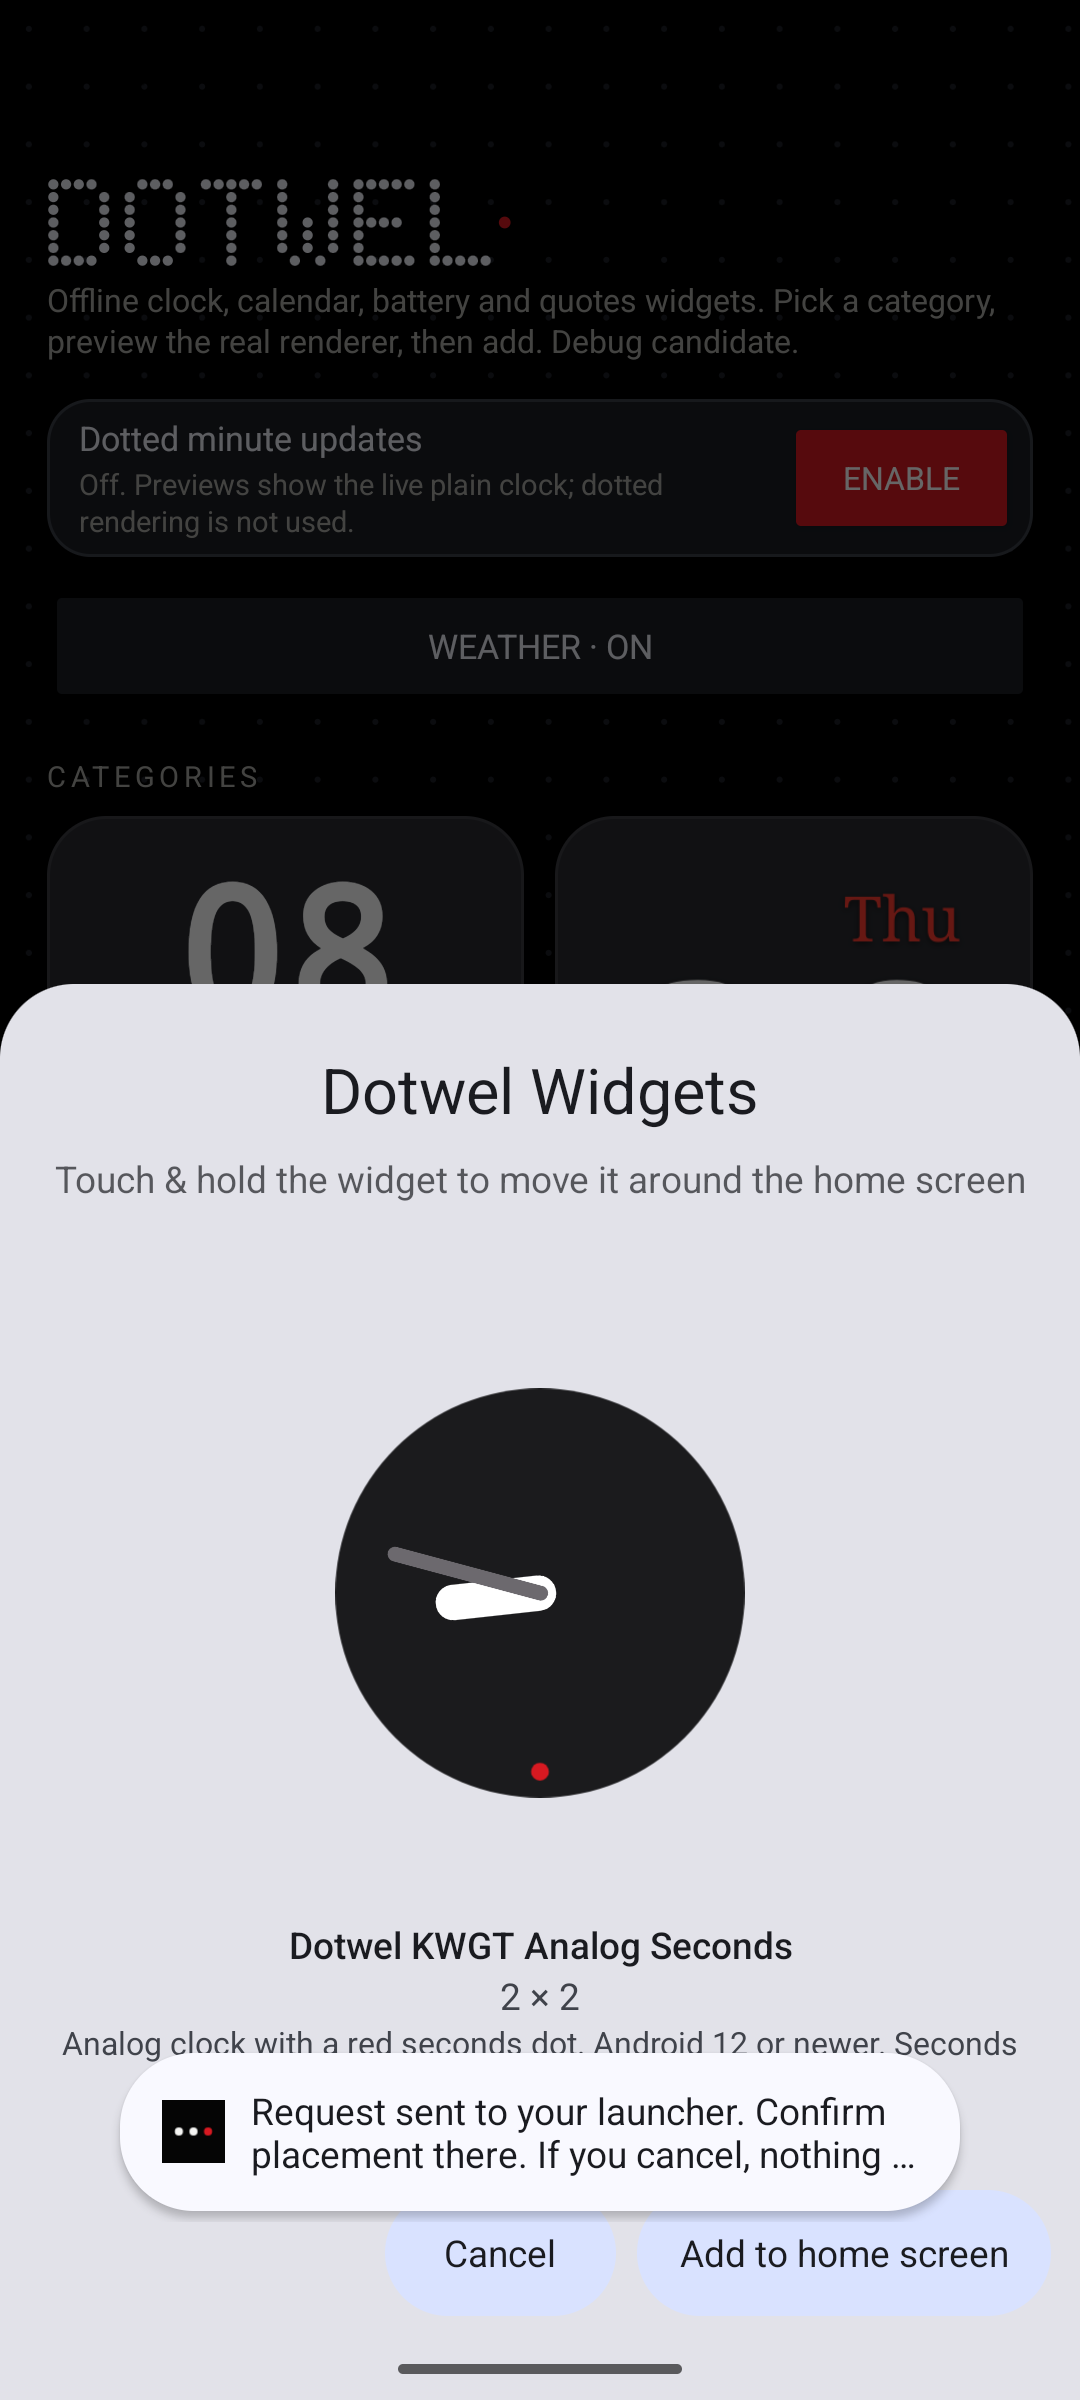 DOTWEL
Offline clock, calendar, battery and quotes widgets. Pick a category,
preview the real renderer, then add. Debug candidate.
Dotted minute updates
Off. Previews show the live plain clock; dotted
rendering is not used.
ENABLE
WEATHER · ON
CATEGORIES
08
Thu
Dotwel Widgets
Touch & hold the widget to move it around the home screen
Dotwel KWGT Analog Seconds
2 × 2
Analog clock with a red seconds dot. Android 12 or newer. Seconds
Request sent to your launcher. Confirm
placement there. If you cancel, nothing …
Cancel
Add to home screen